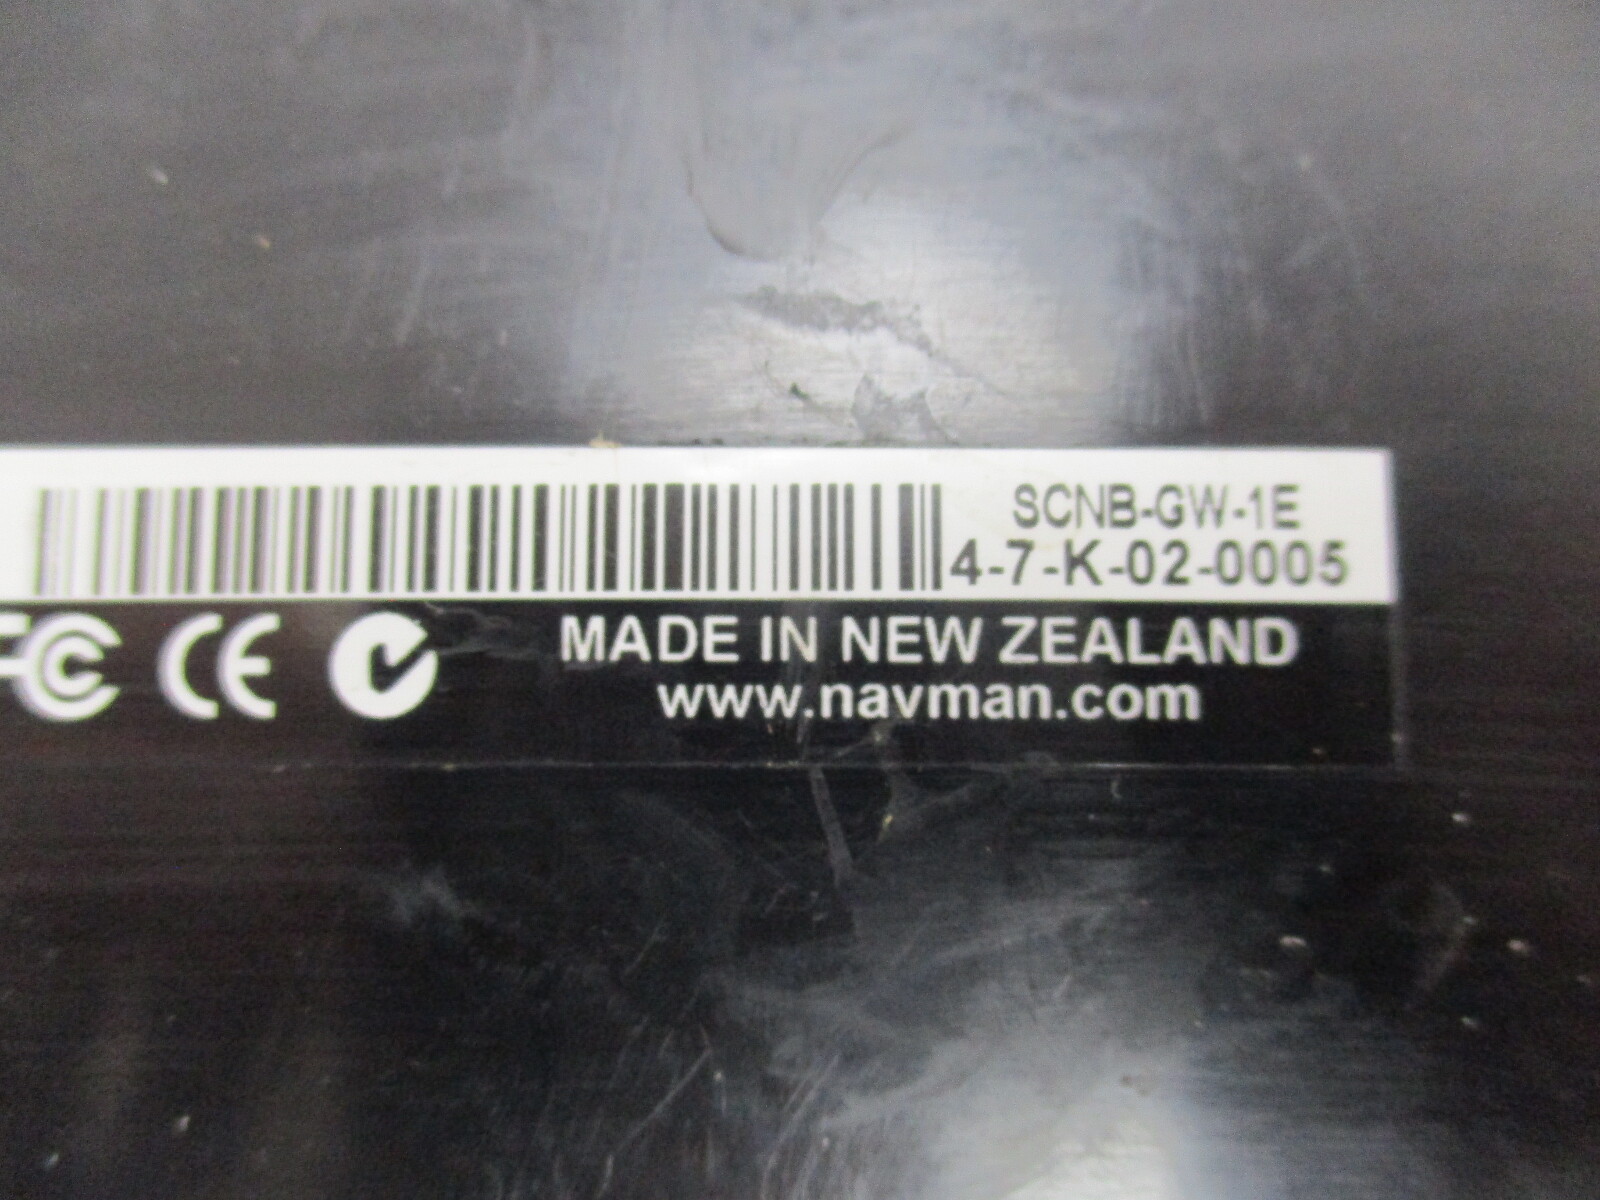 SCNB-GW-1E
4-7-K-02-0005
FC CE
MADE IN NEW ZEALAND
www.navman.com